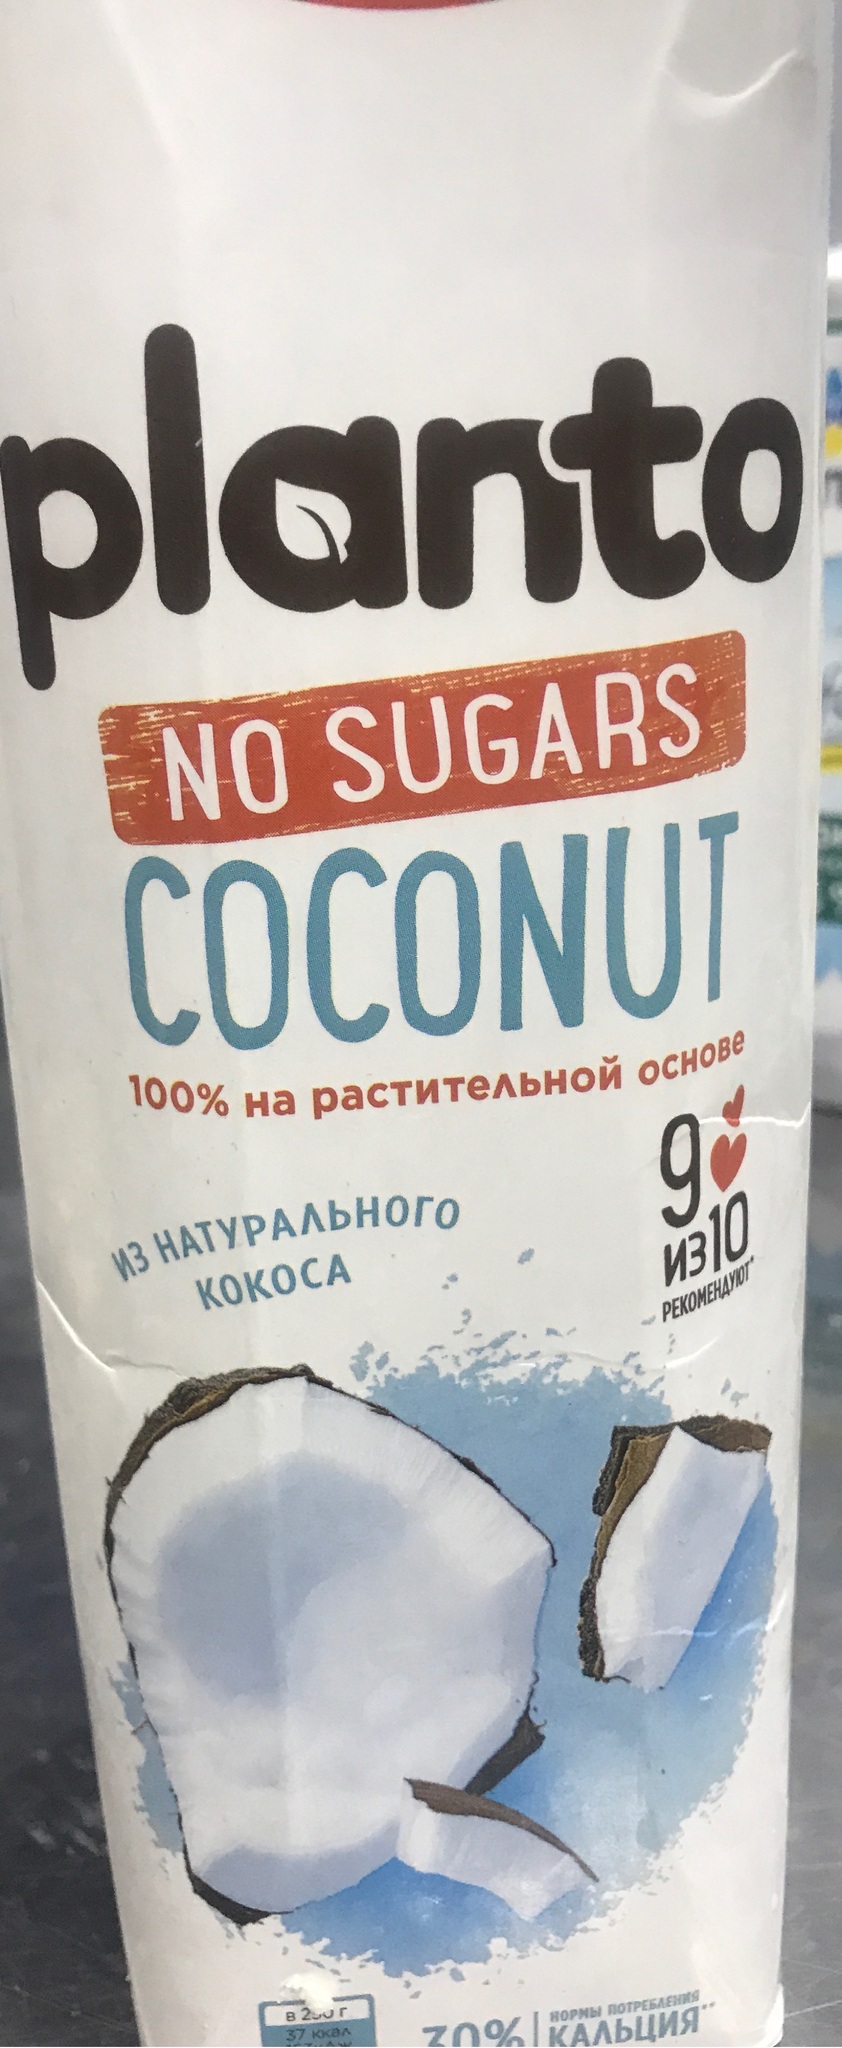 planto
NO SUGARS
COCONUT
100% на растительной основе
9
ИЗ 10
РЕКОМЕНДУЮТ*
ИЗ НАТУРАЛЬНОГО
КОКОСА
в г
37 ккал
30%
НОРМЫ ПОТРЕБЛЕНИЯ**
КАЛЬЦИЯ